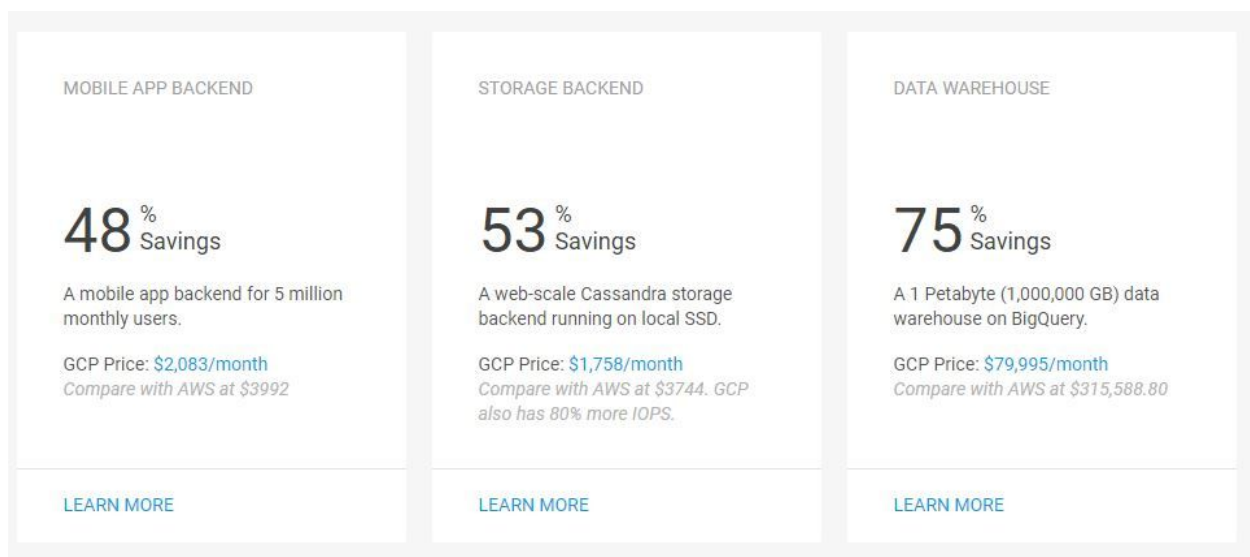 MOBILE APP BACKEND
48 %
Savings
A mobile app backend for 5 million
monthly users.
GCP Price: $2,083/month
Compare with AWS at $3992
LEARN MORE
STORAGE BACKEND
53 %
Savings
A web-scale Cassandra storage
backend running on local SSD.
GCP Price: $1,758/month
Compare with AWS at $3744. GCP
also has 80% more IOPS.
LEARN MORE
DATA WAREHOUSE
75 %
Savings
A 1 Petabyte (1,000,000 GB) data
warehouse on BigQuery.
GCP Price: $79,995/month
Compare with AWS at $315,588.80
LEARN MORE